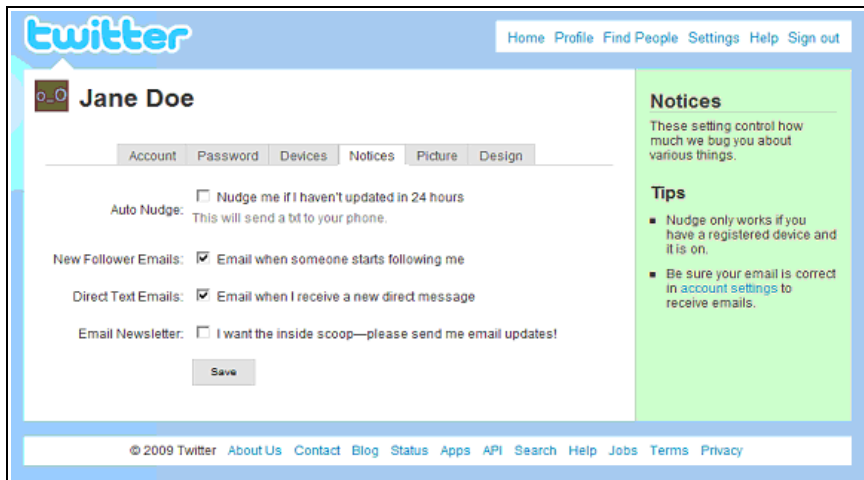 twitter
Home Profile Find People Settings Help Sign out
o_O
Jane Doe
Account Password Devices Notices Picture Design
Auto Nudge: Nudge me if I haven't updated in 24 hours
This will send a txt to your phone.
New Follower Emails: Email when someone starts following me
Direct Text Emails: Email when I receive a new direct message
Email Newsletter: I want the inside scoop—please send me email updates!
Save
Notices
These setting control how
much we bug you about
various things.
Tips
Nudge only works if you
have a registered device and
it is on.
Be sure your email is correct
in account settings to
receive emails.
© 2009 Twitter About Us Contact Blog Status Apps API Search Help Jobs Terms Privacy